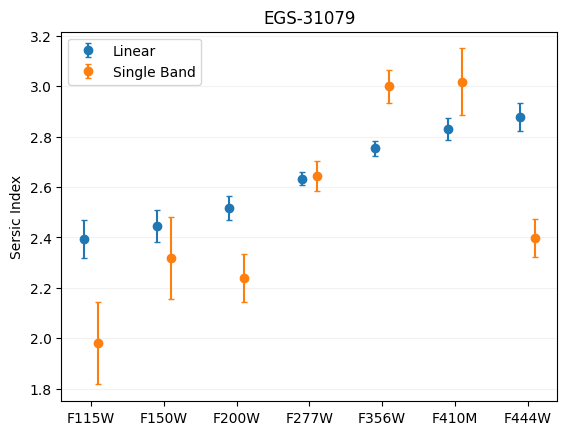 EGS-31079
Linear
Single Band
Sersic Index
3.2
3.0
2.8
2.6
2.4
2.2
2.0
1.8
F115W F150W F200W F277W F356W F410M F444W